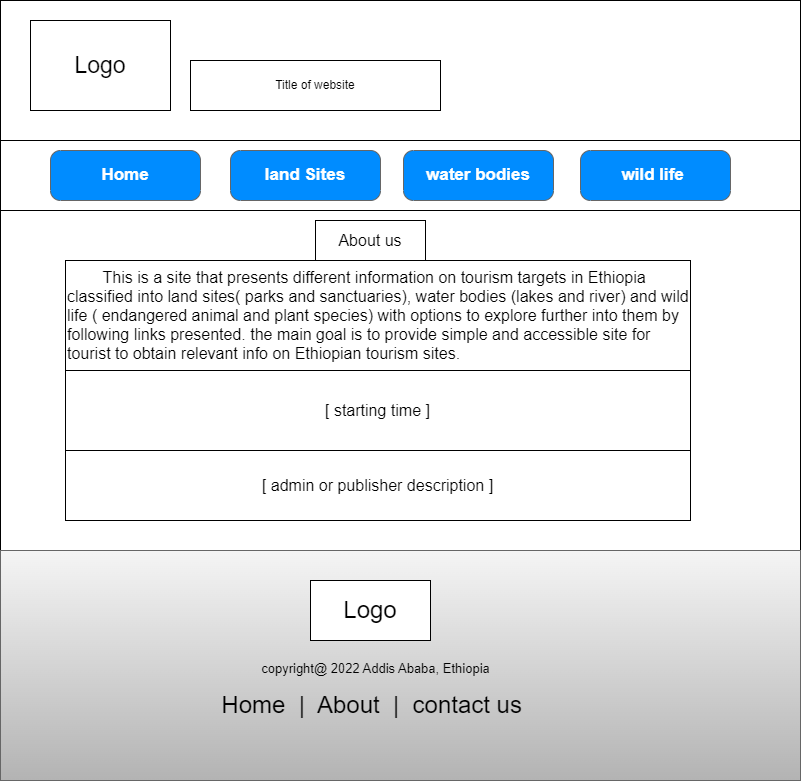 Logo
Title of website
Home land Sites water bodies wild life
About us
This is a site that presents different information on tourism targets in Ethiopia
classified into land sites( parks and sanctuaries), water bodies (lakes and river) and wild
life ( endangered animal and plant species) with options to explore further into them by
following links presented. the main goal is to provide simple and accessible site for
tourist to obtain relevant info on Ethiopian tourism sites.
[ starting time ]
[ admin or publisher description ]
Logo
copyright@ 2022 Addis Ababa, Ethiopia
Home | About | contact us